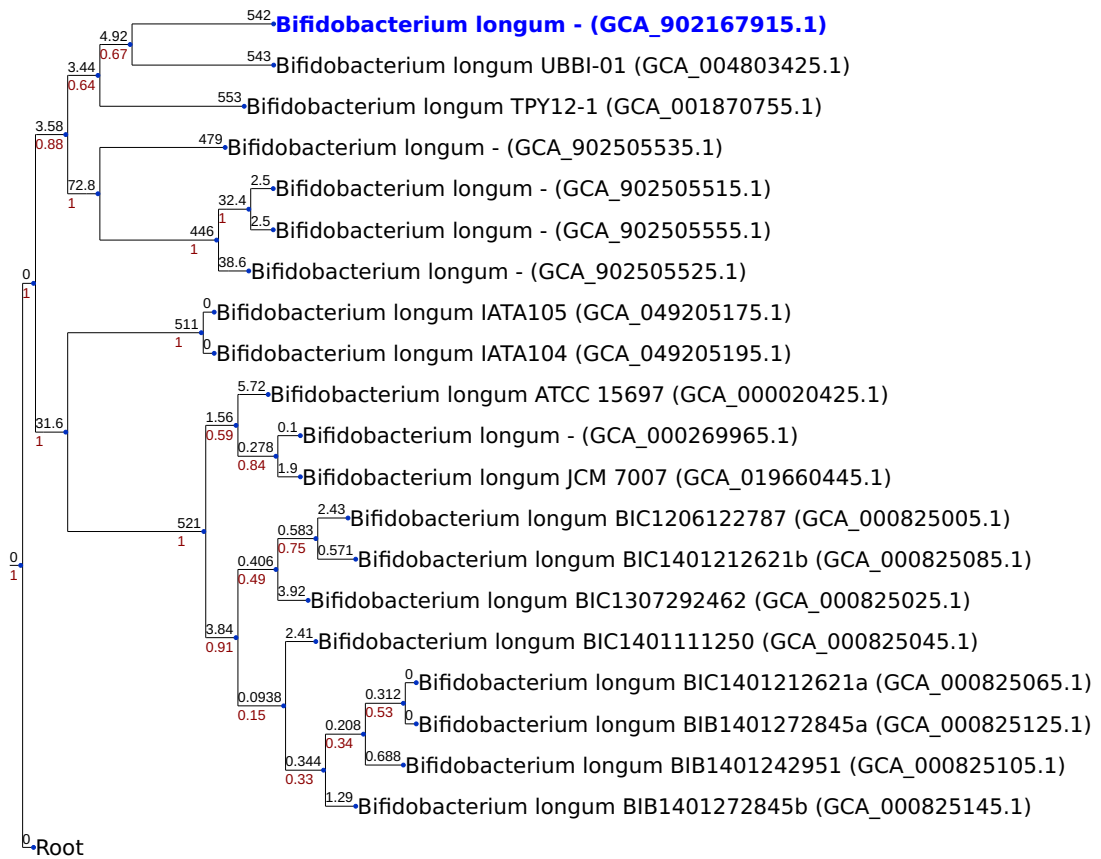 542
Bifidobacterium longum - (GCA_902167915.1)
4.92
0.67
543
Bifidobacterium longum UBBI-01 (GCA_004803425.1)
3.44
0.64
553
Bifidobacterium longum TPY12-1 (GCA_001870755.1)
3.58
0.88
479
Bifidobacterium longum - (GCA_902505535.1)
72.8
1
2.5
Bifidobacterium longum - (GCA_902505515.1)
32.4
1
2.5
Bifidobacterium longum - (GCA_902505555.1)
446
1
38.6
Bifidobacterium longum - (GCA_902505525.1)
0
1
0
Bifidobacterium longum IATA105 (GCA_049205175.1)
511
1
0
Bifidobacterium longum IATA104 (GCA_049205195.1)
5.72
Bifidobacterium longum ATCC 15697 (GCA_000020425.1)
1.56
0.59
0.1
Bifidobacterium longum - (GCA_000269965.1)
31.6
1
0.278
0.84
1.9
Bifidobacterium longum JCM 7007 (GCA_019660445.1)
2.43
Bifidobacterium longum BIC1206122787 (GCA_000825005.1)
521
1
0.583
0.75
0.571
Bifidobacterium longum BIC1401212621b (GCA_000825085.1)
0
1
0.406
0.49
3.92
Bifidobacterium longum BIC1307292462 (GCA_000825025.1)
3.84
0.91
2.41
Bifidobacterium longum BIC1401111250 (GCA_000825045.1)
0
Bifidobacterium longum BIC1401212621a (GCA_000825065.1)
0.0938
0.15
0.312
0.53
0
Bifidobacterium longum BIB1401272845a (GCA_000825125.1)
0.208
0.34
0.688
Bifidobacterium longum BIB1401242951 (GCA_000825105.1)
0.344
0.33
1.29
Bifidobacterium longum BIB1401272845b (GCA_000825145.1)
0
Root